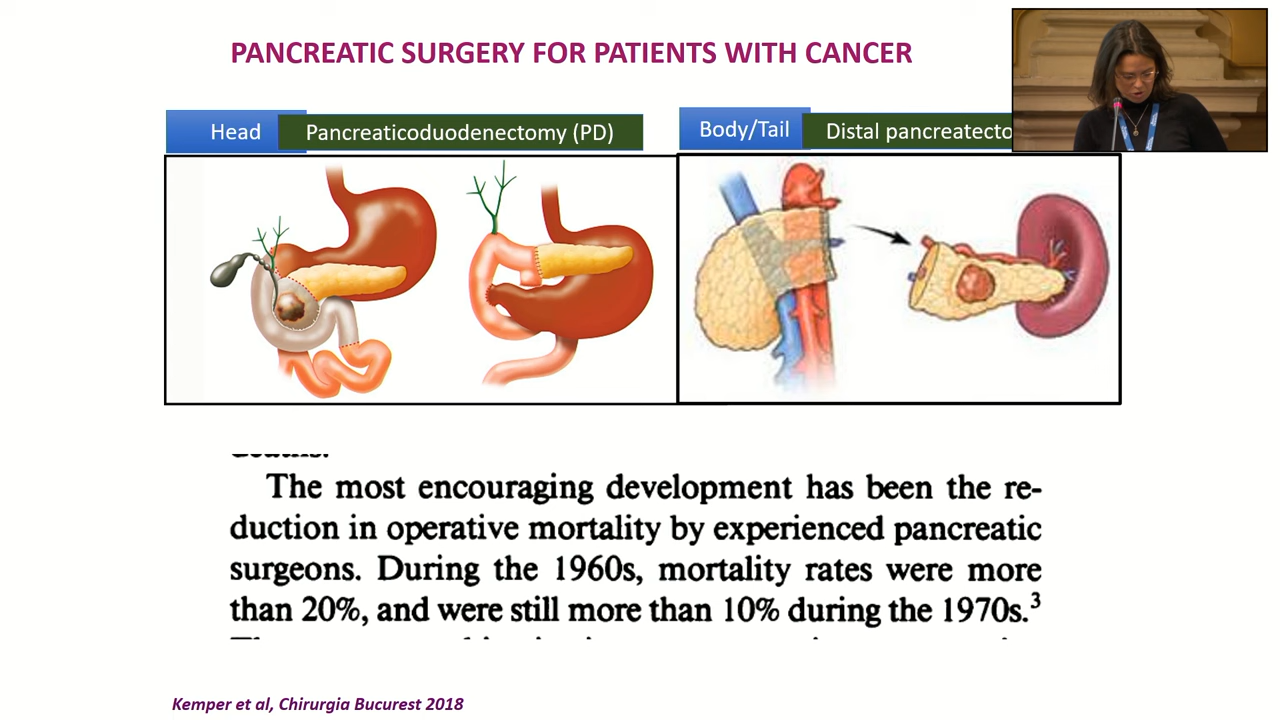 PANCREATIC SURGERY FOR PATIENTS WITH CANCER
Head
Pancreaticoduodenectomy (PD)
Body/Tail
Distal pancreatecto
The most encouraging development has been the re-
duction in operative mortality by experienced pancreatic
surgeons. During the 1960s, mortality rates were more
than 20%, and were still more than 10% during the 1970s.3
Kemper et al, Chirurgia Bucurest 2018